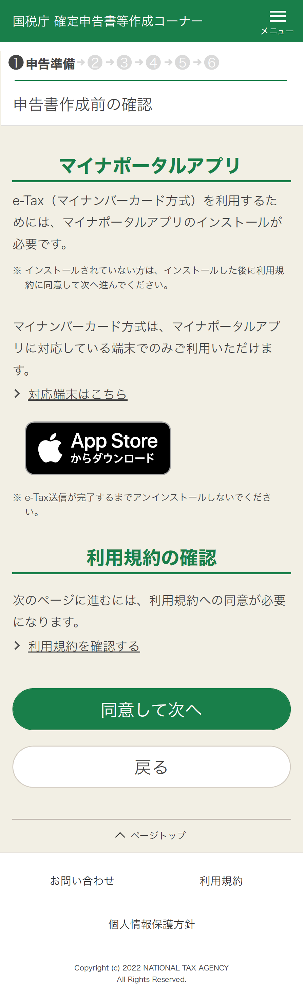 国税庁 確定申告書等作成コーナー
メニュー
1 申告準備 → 2 → 3 → 4 → 5 → 6
申告書作成前の確認
マイナポータルアプリ
e-Tax（マイナンバーカード方式）を利用するた
めには、マイナポータルアプリのインストールが
必要です。
※ インストールされていない方は、インストールした後に利用規
約に同意して次へ進んでください。
マイナンバーカード方式は、マイナポータルアプ
リに対応している端末でのみご利用いただけま
す。
対応端末はこちら
App Store
からダウンロード
※ e-Tax送信が完了するまでアンインストールしないでくださ
い。
利用規約の確認
次のページに進むには、利用規約への同意が必要
になります。
利用規約を確認する
同意して次へ
戻る
ページトップ
お問い合わせ 利用規約
個人情報保護方針
Copyright (c) 2022 NATIONAL TAX AGENCY
All Rights Reserved.